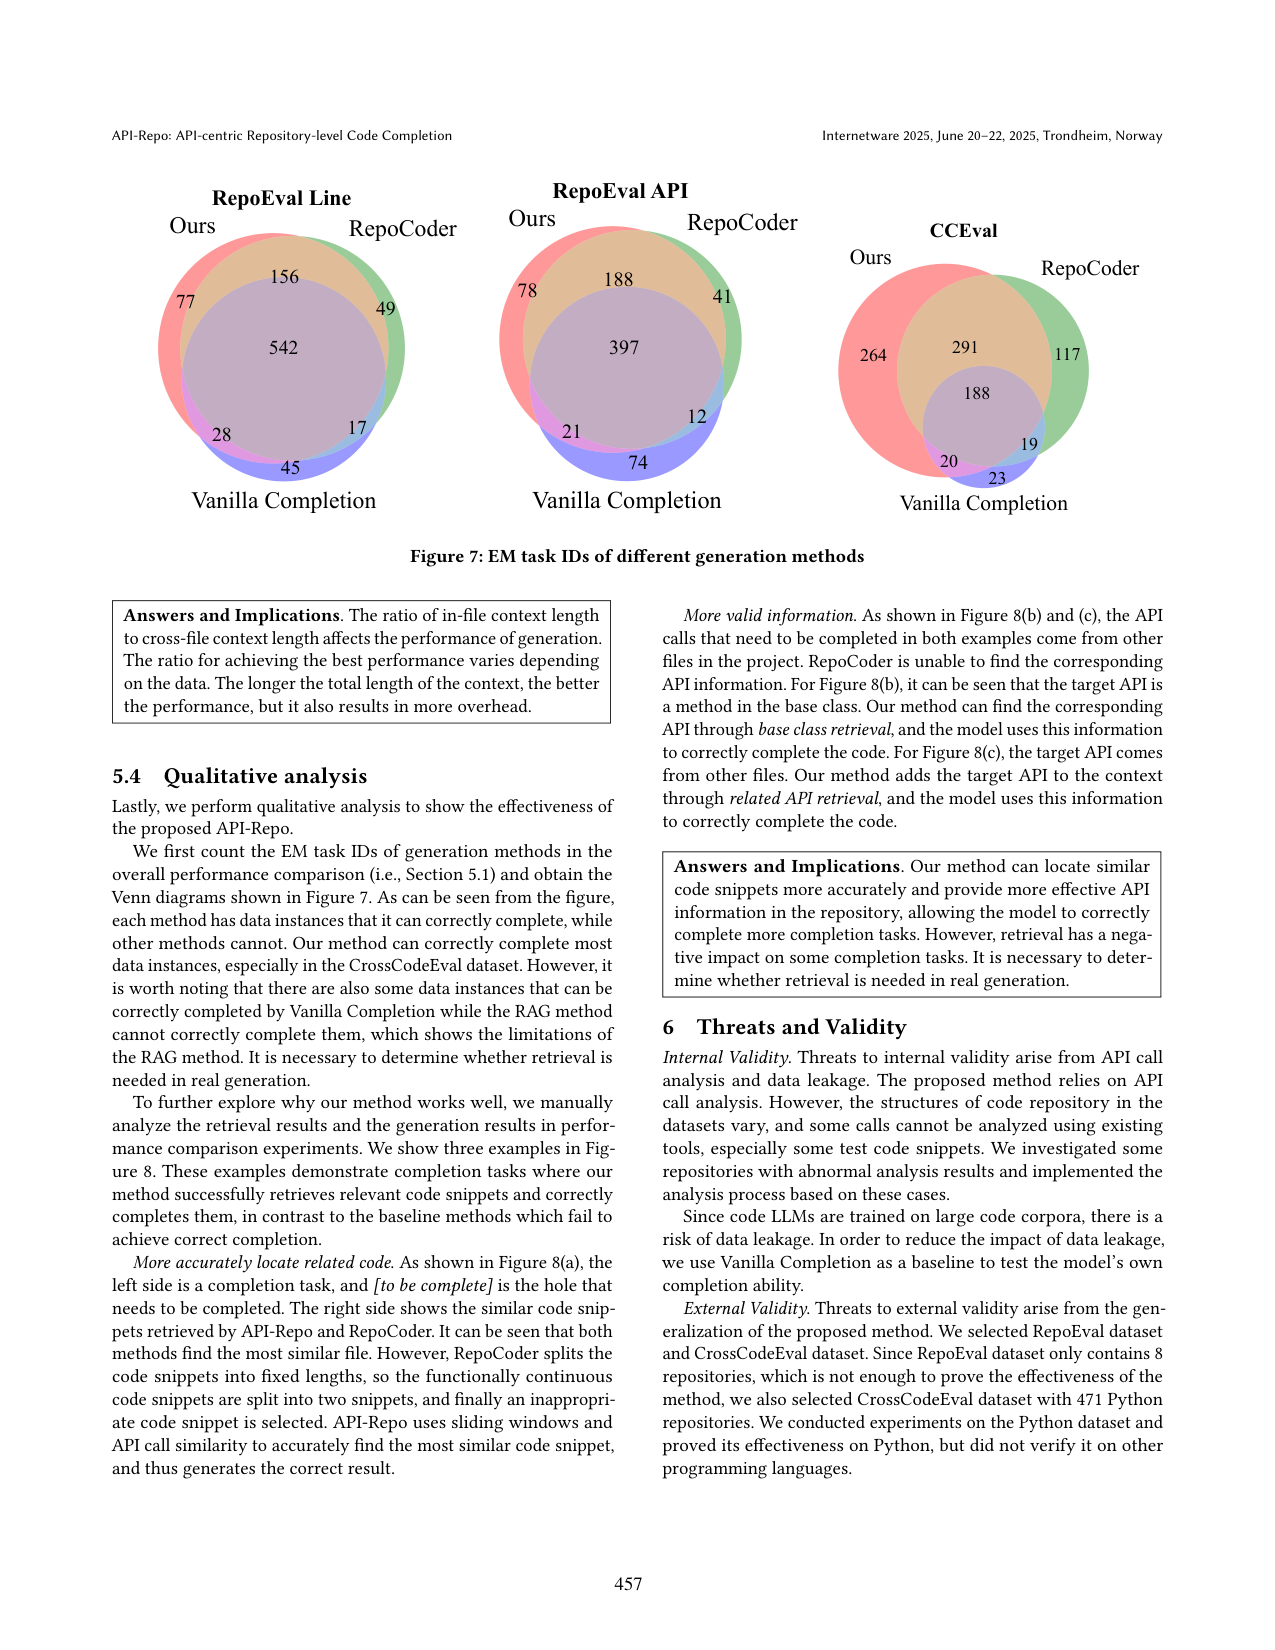 API-Repo: API-centric Repository-level Code Completion
Internetware 2025, June 20–22, 2025, Trondheim, Norway
RepoEval Line
Ours
RepoCoder
156
77
49
542
28
17
45
Vanilla Completion
RepoEval API
Ours
RepoCoder
188
78
41
397
12
21
74
Vanilla Completion
CCEval
Ours
RepoCoder
291
264
117
188
19
20
23
Vanilla Completion
Figure 7: EM task IDs of different generation methods
Answers and Implications. The ratio of in-file context length
to cross-file context length affects the performance of generation.
The ratio for achieving the best performance varies depending
on the data. The longer the total length of the context, the better
the performance, but it also results in more overhead.
5.4 Qualitative analysis
Lastly, we perform qualitative analysis to show the effectiveness of
the proposed API-Repo.
We first count the EM task IDs of generation methods in the
overall performance comparison (i.e., Section 5.1) and obtain the
Venn diagrams shown in Figure 7. As can be seen from the figure,
each method has data instances that it can correctly complete, while
other methods cannot. Our method can correctly complete most
data instances, especially in the CrossCodeEval dataset. However, it
is worth noting that there are also some data instances that can be
correctly completed by Vanilla Completion while the RAG method
cannot correctly complete them, which shows the limitations of
the RAG method. It is necessary to determine whether retrieval is
needed in real generation.
To further explore why our method works well, we manually
analyze the retrieval results and the generation results in perfor-
mance comparison experiments. We show three examples in Fig-
ure 8. These examples demonstrate completion tasks where our
method successfully retrieves relevant code snippets and correctly
completes them, in contrast to the baseline methods which fail to
achieve correct completion.
More accurately locate related code. As shown in Figure 8(a), the
left side is a completion task, and [to be complete] is the hole that
needs to be completed. The right side shows the similar code snip-
pets retrieved by API-Repo and RepoCoder. It can be seen that both
methods find the most similar file. However, RepoCoder splits the
code snippets into fixed lengths, so the functionally continuous
code snippets are split into two snippets, and finally an inappropri-
ate code snippet is selected. API-Repo uses sliding windows and
API call similarity to accurately find the most similar code snippet,
and thus generates the correct result.
More valid information. As shown in Figure 8(b) and (c), the API
calls that need to be completed in both examples come from other
files in the project. RepoCoder is unable to find the corresponding
API information. For Figure 8(b), it can be seen that the target API is
a method in the base class. Our method can find the corresponding
API through base class retrieval, and the model uses this information
to correctly complete the code. For Figure 8(c), the target API comes
from other files. Our method adds the target API to the context
through related API retrieval, and the model uses this information
to correctly complete the code.
Answers and Implications. Our method can locate similar
code snippets more accurately and provide more effective API
information in the repository, allowing the model to correctly
complete more completion tasks. However, retrieval has a nega-
tive impact on some completion tasks. It is necessary to deter-
mine whether retrieval is needed in real generation.
6 Threats and Validity
Internal Validity. Threats to internal validity arise from API call
analysis and data leakage. The proposed method relies on API
call analysis. However, the structures of code repository in the
datasets vary, and some calls cannot be analyzed using existing
tools, especially some test code snippets. We investigated some
repositories with abnormal analysis results and implemented the
analysis process based on these cases.
Since code LLMs are trained on large code corpora, there is a
risk of data leakage. In order to reduce the impact of data leakage,
we use Vanilla Completion as a baseline to test the model's own
completion ability.
External Validity. Threats to external validity arise from the gen-
eralization of the proposed method. We selected RepoEval dataset
and CrossCodeEval dataset. Since RepoEval dataset only contains 8
repositories, which is not enough to prove the effectiveness of the
method, we also selected CrossCodeEval dataset with 471 Python
repositories. We conducted experiments on the Python dataset and
proved its effectiveness on Python, but did not verify it on other
programming languages.
457